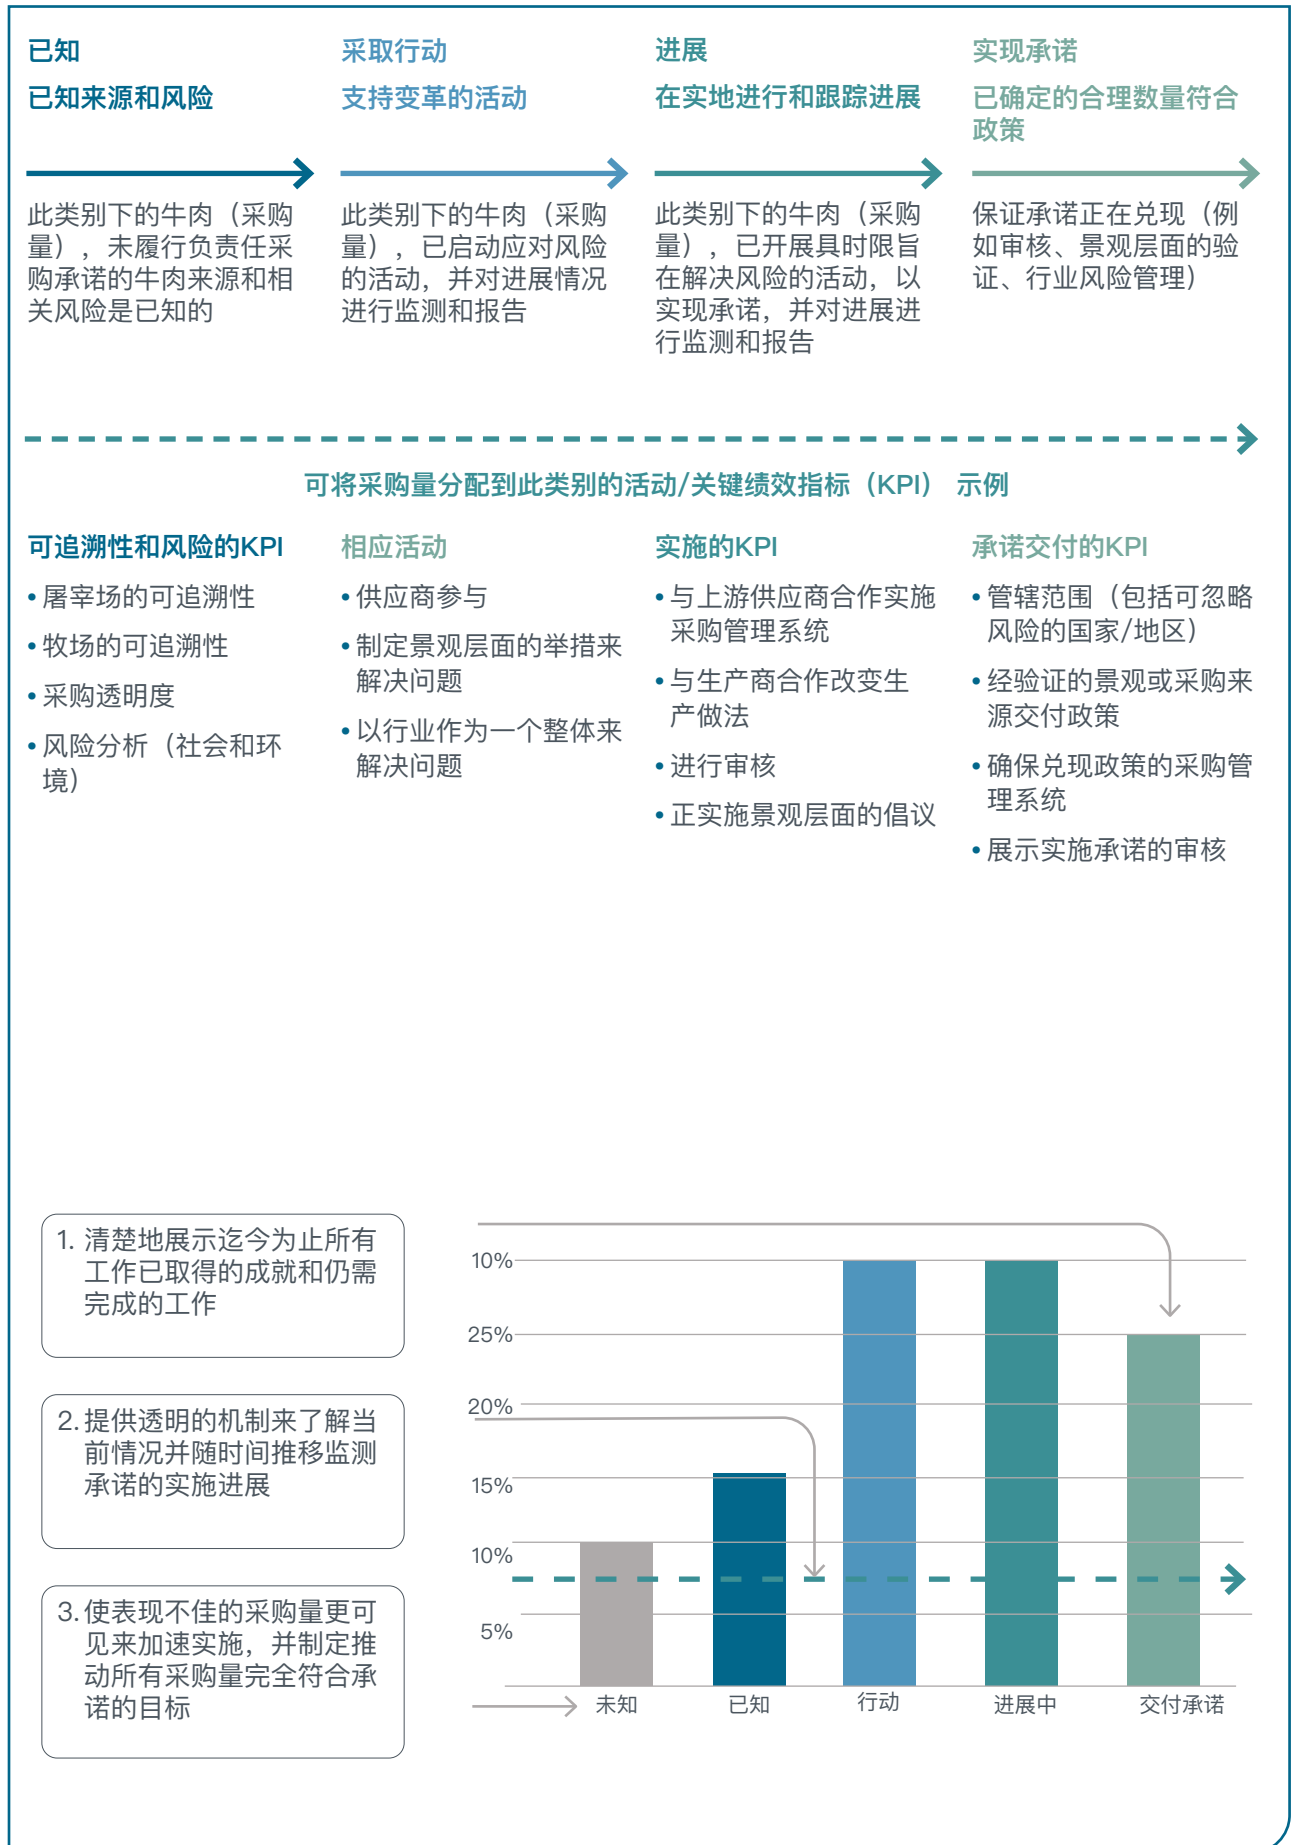 已知
已知来源和风险
此类别下的牛肉（采购
量），未履行负责任采
购承诺的牛肉来源和相
关风险是已知的
采取行动
支持变革的活动
此类别下的牛肉（采购
量），已启动应对风险
的活动，并对进展情况
进行监测和报告
进展
在实地进行和跟踪进展
此类别下的牛肉（采购
量），已开展具时限旨
在解决风险的活动，以
实现承诺，并对进展进
行监测和报告
实现承诺
已确定的合理数量符合
政策
保证承诺正在兑现（例
如审核、景观层面的验
证、行业风险管理）
可将采购量分配到此类别的活动/关键绩效指标（KPI） 示例
可追溯性和风险的KPI
• 屠宰场的可追溯性
• 牧场的可追溯性
• 采购透明度
• 风险分析（社会和环
境）
相应活动
• 供应商参与
• 制定景观层面的举措来
解决问题
• 以行业作为一个整体来
解决问题
实施的KPI
• 与上游供应商合作实施
采购管理系统
• 与生产商合作改变生
产做法
• 进行审核
• 正实施景观层面的倡议
承诺交付的KPI
• 管辖范围（包括可忽略
风险的国家/地区）
• 经验证的景观或采购来
源交付政策
• 确保兑现政策的采购管
理系统
• 展示实施承诺的审核
1. 清楚地展示迄今为止所有
工作已取得的成就和仍需
完成的工作
2. 提供透明的机制来了解当
前情况并随时间推移监测
承诺的实施进展
3. 使表现不佳的采购量更可
见来加速实施，并制定推
动所有采购量完全符合承
诺的目标
10%
25%
20%
15%
10%
5%
未知
已知
行动
进展中
交付承诺